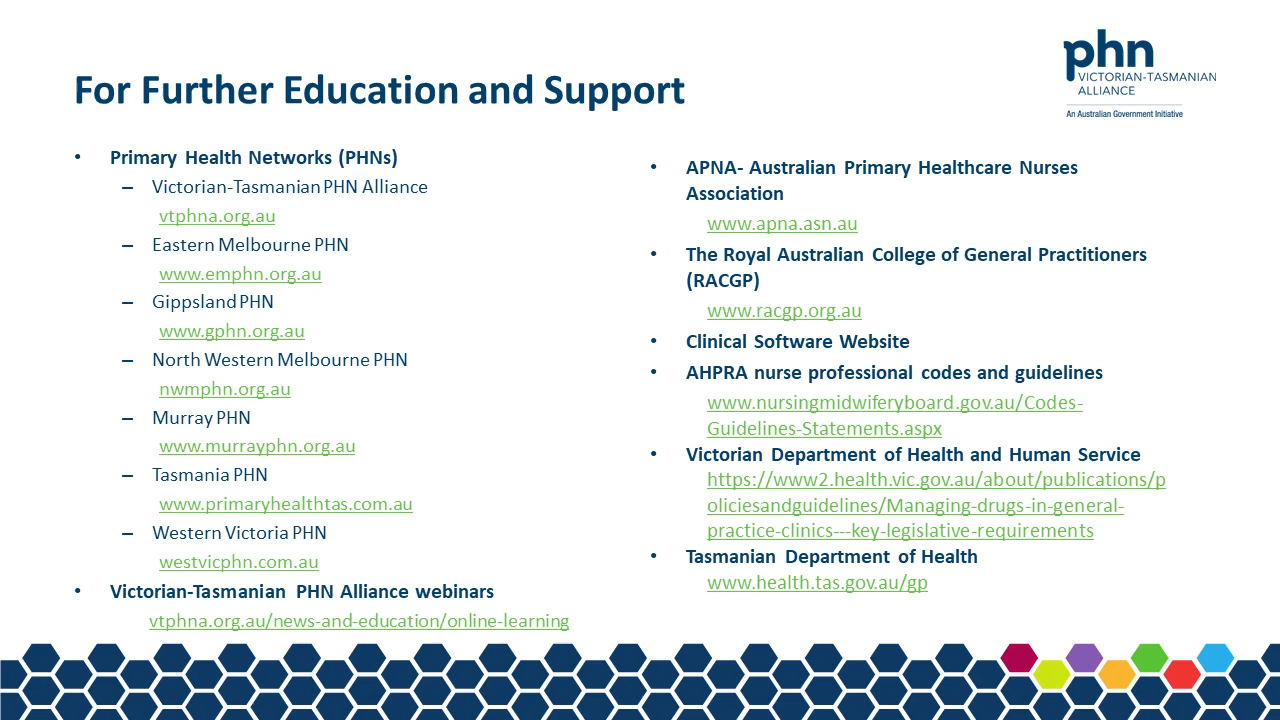 For Further Education and Support
phn
VICTORIAN-TASMANIAN
ALLIANCE
An Australian Government Initiative
• Primary Health Networks (PHNs)
– Victorian-Tasmanian PHN Alliance
vtphna.org.au
– Eastern Melbourne PHN
www.emphn.org.au
– Gippsland PHN
www.gphn.org.au
– North Western Melbourne PHN
nwmphn.org.au
– Murray PHN
www.murrayphn.org.au
– Tasmania PHN
www.primaryhealthtas.com.au
– Western Victoria PHN
westvicphn.com.au
• Victorian-Tasmanian PHN Alliance webinars
vtphna.org.au/news-and-education/online-learning
• APNA- Australian Primary Healthcare Nurses
Association
www.apna.asn.au
• The Royal Australian College of General Practitioners
(RACGP)
www.racgp.org.au
• Clinical Software Website
• AHPRA nurse professional codes and guidelines
www.nursingmidwiferyboard.gov.au/Codes-
Guidelines-Statements.aspx
• Victorian Department of Health and Human Service
https://www2.health.vic.gov.au/about/publications/p
oliciesandguidelines/Managing-drugs-in-general-
practice-clinics---key-legislative-requirements
• Tasmanian Department of Health
www.health.tas.gov.au/gp